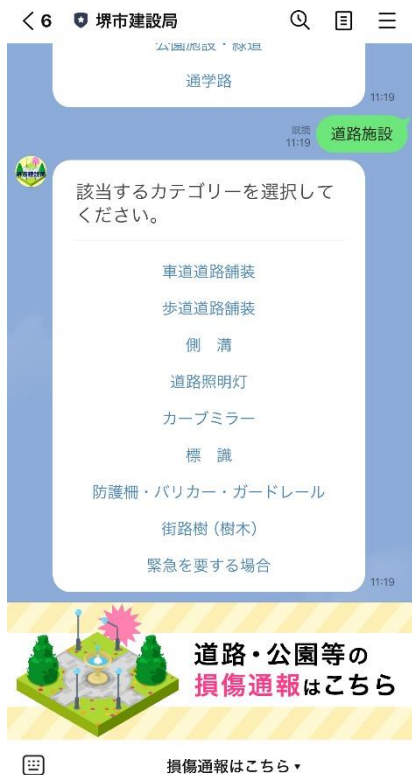 6 堺市建設局
公園施設・緑道
通学路
11:19
既読
11:19
道路施設
該当するカテゴリーを選択して
ください。
車道道路舗装
歩道道路舗装
側　溝
道路照明灯
カーブミラー
標　識
防護柵・バリカー・ガードレール
街路樹（樹木）
緊急を要する場合
11:19
道路・公園等の
損傷通報はこちら
損傷通報はこちら▾